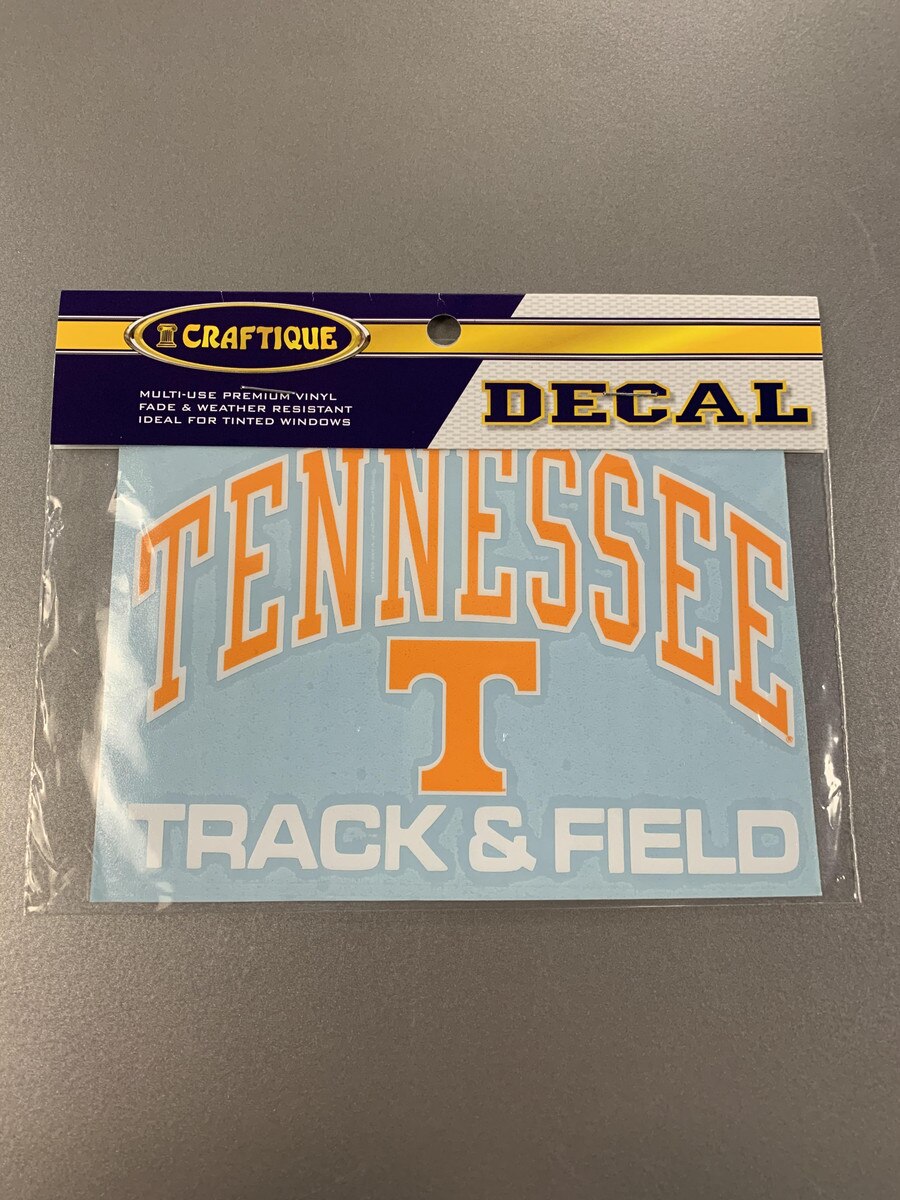 CRAFTIQUE
MULTI-USE PREMIUM VINYL
FADE & WEATHER RESISTANT
IDEAL FOR TINTED WINDOWS
DECAL
TENNESSEE
T
TRACK & FIELD